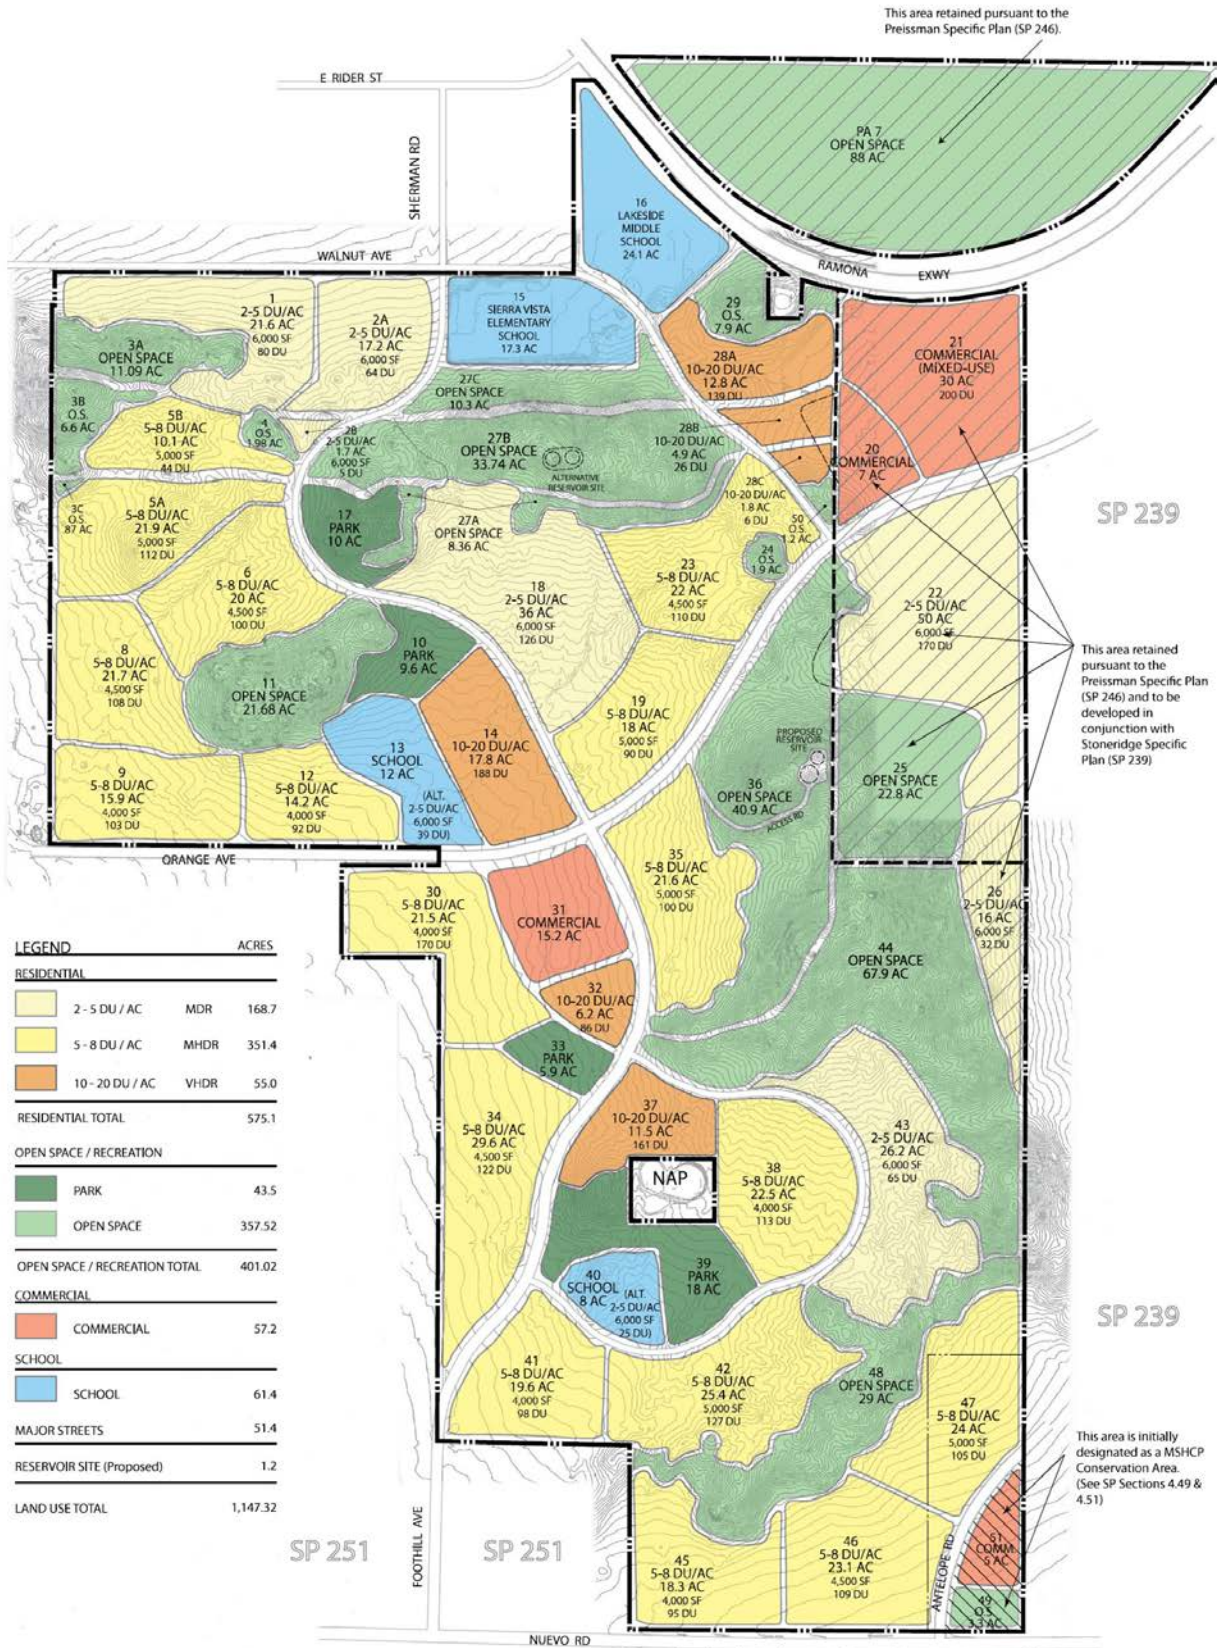 This area retained pursuant to the
Preissman Specific Plan (SP 246).
E RIDER ST
SHERMAN RD
PA 7
OPEN SPACE
88 AC
16
LAKESIDE
MIDDLE
SCHOOL
24.1 AC
WALNUT AVE
RAMONA
EXWY
1
2-5 DU/AC
21.6 AC
6,000 SF
80 DU
2A
2-5 DU/AC
17.2 AC
6,000 SF
64 DU
15
SIERRA VISTA
ELEMENTARY
SCHOOL
17.3 AC
29
O.S.
7.9 AC
3A
OPEN SPACE
11.09 AC
28A
10-20 DU/AC
12.8 AC
139 DU
21
COMMERCIAL
(MIXED-USE)
30 AC
200 DU
27C
OPEN SPACE
10.3 AC
3B
O.S.
6.6 AC
5B
5-8 DU/AC
10.1 AC
5,000 SF
44 DU
4
O.S.
1.98 AC
2B
2-5 DU/AC
1.7 AC
6,000 SF
5 DU
27B
OPEN SPACE
33.74 AC
ALTERNATIVE
RESERVOIR SITE
28B
10-20 DU/AC
4.9 AC
26 DU
20
COMMERCIAL
7 AC
28C
10-20 DU/AC
1.8 AC
6 DU
3C
O.S.
87 AC
5A
5-8 DU/AC
21.9 AC
5,000 SF
112 DU
17
PARK
10 AC
27A
OPEN SPACE
8.36 AC
50
O.S.
1.2 AC
SP 239
24
O.S.
1.9 AC
6
5-8 DU/AC
20 AC
4,500 SF
100 DU
18
2-5 DU/AC
36 AC
6,000 SF
126 DU
23
5-8 DU/AC
22 AC
4,500 SF
110 DU
22
2-5 DU/AC
50 AC
6,000 SF
170 DU
This area retained
pursuant to the
Preissman Specific Plan
(SP 246) and to be
developed in
conjunction with
Stoneridge Specific
Plan (SP 239)
8
5-8 DU/AC
21.7 AC
4,500 SF
108 DU
10
PARK
9.6 AC
11
OPEN SPACE
21.68 AC
19
5-8 DU/AC
18 AC
5,000 SF
90 DU
13
SCHOOL
12 AC
(ALT.
2-5 DU/AC
6,000 SF
39 DU)
14
10-20 DU/AC
17.8 AC
188 DU
PROPOSED
RESERVOIR
SITE
25
OPEN SPACE
22.8 AC
9
5-8 DU/AC
15.9 AC
4,000 SF
103 DU
12
5-8 DU/AC
14.2 AC
4,000 SF
92 DU
36
OPEN SPACE
40.9 AC
ACCESS RD
ORANGE AVE
35
5-8 DU/AC
21.6 AC
5,000 SF
100 DU
30
5-8 DU/AC
21.5 AC
4,000 SF
170 DU
31
COMMERCIAL
15.2 AC
26
2-5 DU/AC
16 AC
6,000 SF
32 DU
44
OPEN SPACE
67.9 AC
32
10-20 DU/AC
6.2 AC
86 DU
33
PARK
5.9 AC
34
5-8 DU/AC
29.6 AC
4,500 SF
122 DU
37
10-20 DU/AC
11.5 AC
161 DU
43
2-5 DU/AC
26.2 AC
6,000 SF
65 DU
NAP
38
5-8 DU/AC
22.5 AC
4,000 SF
113 DU
39
PARK
18 AC
40
SCHOOL
8 AC
(ALT.
2-5 DU/AC
6,000 SF
25 DU)
SP 239
41
5-8 DU/AC
19.6 AC
4,000 SF
98 DU
42
5-8 DU/AC
25.4 AC
5,000 SF
127 DU
48
OPEN SPACE
29 AC
47
5-8 DU/AC
24 AC
5,000 SF
105 DU
This area is initially
designated as a MSHCP
Conservation Area.
(See SP Sections 4.49 &
4.51)
45
5-8 DU/AC
18.3 AC
4,000 SF
95 DU
46
5-8 DU/AC
23.1 AC
4,500 SF
109 DU
51
COMM.
5 AC
49
O.S.
3.3 AC
ANTELOPE RD
FOOTHILL AVE
SP 251
SP 251
NUEVO RD
LEGEND ACRES
RESIDENTIAL
2 - 5 DU / AC MDR 168.7
5 - 8 DU / AC MHDR 351.4
10 - 20 DU / AC VHDR 55.0
RESIDENTIAL TOTAL 575.1
OPEN SPACE / RECREATION
PARK 43.5
OPEN SPACE 357.52
OPEN SPACE / RECREATION TOTAL 401.02
COMMERCIAL
COMMERCIAL 57.2
SCHOOL
SCHOOL 61.4
MAJOR STREETS 51.4
RESERVOIR SITE (Proposed) 1.2
LAND USE TOTAL 1,147.32